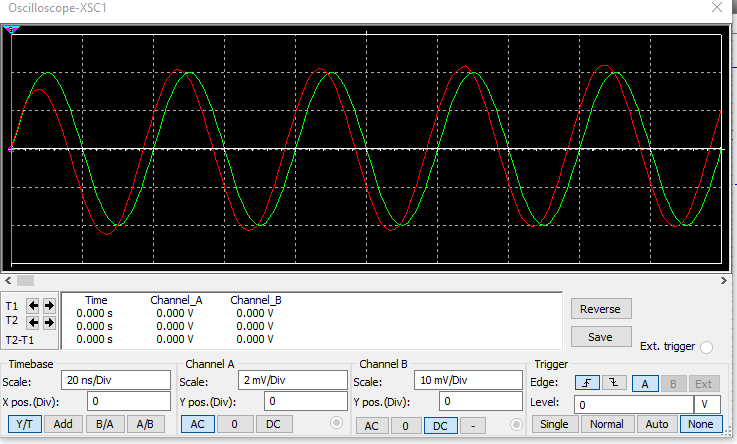 Oscilloscope-XSC1
T1
T2
T2-T1
Time Channel_A Channel_B
0.000 s 0.000 V 0.000 V
0.000 s 0.000 V 0.000 V
0.000 s 0.000 V 0.000 V
Reverse
Save
Ext. trigger
Timebase
Scale: 20 ns/Div
X pos.(Div): 0
Y/T Add B/A A/B
Channel A
Scale: 2 mV/Div
Y pos.(Div): 0
AC 0 DC
Channel B
Scale: 10 mV/Div
Y pos.(Div): 0
AC 0 DC -
Trigger
Edge: A B Ext
Level: 0 V
Single Normal Auto None